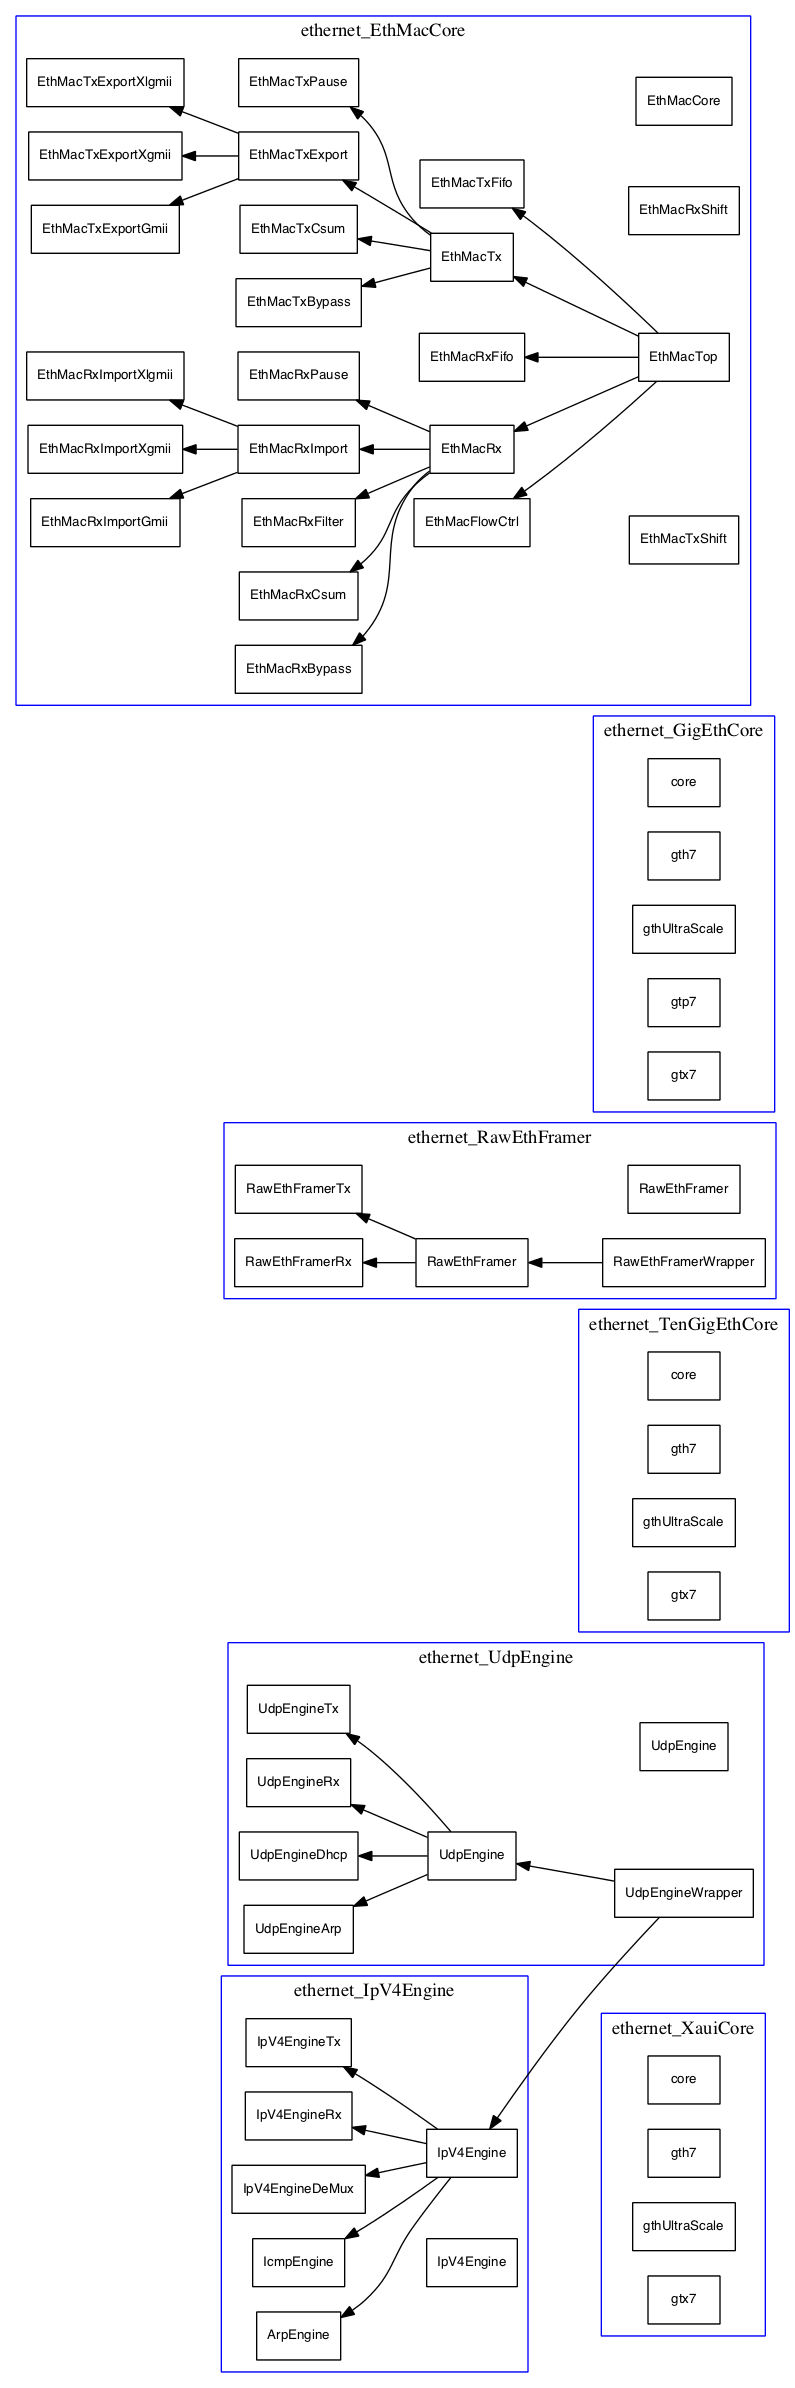 ethernet_EthMacCore
EthMacTxExportXlgmii
EthMacTxPause
EthMacCore
EthMacTxExportXgmii
EthMacTxExport
EthMacTxFifo
EthMacRxShift
EthMacTxExportGmii
EthMacTxCsum
EthMacTx
EthMacTxBypass
EthMacRxFifo
EthMacTop
EthMacRxImportXlgmii
EthMacRxPause
EthMacRxImportXgmii
EthMacRxImport
EthMacRx
EthMacRxImportGmii
EthMacRxFilter
EthMacFlowCtrl
EthMacTxShift
EthMacRxCsum
EthMacRxBypass
ethernet_GigEthCore
core
gth7
gthUltraScale
gtp7
gtx7
ethernet_RawEthFramer
RawEthFramerTx
RawEthFramer
RawEthFramerRx
RawEthFramer
RawEthFramerWrapper
ethernet_TenGigEthCore
core
gth7
gthUltraScale
gtx7
ethernet_UdpEngine
UdpEngineTx
UdpEngine
UdpEngineRx
UdpEngineDhcp
UdpEngine
UdpEngineWrapper
UdpEngineArp
ethernet_IpV4Engine
IpV4EngineTx
IpV4EngineRx
IpV4Engine
IpV4EngineDeMux
IcmpEngine
IpV4Engine
ArpEngine
ethernet_XauiCore
core
gth7
gthUltraScale
gtx7